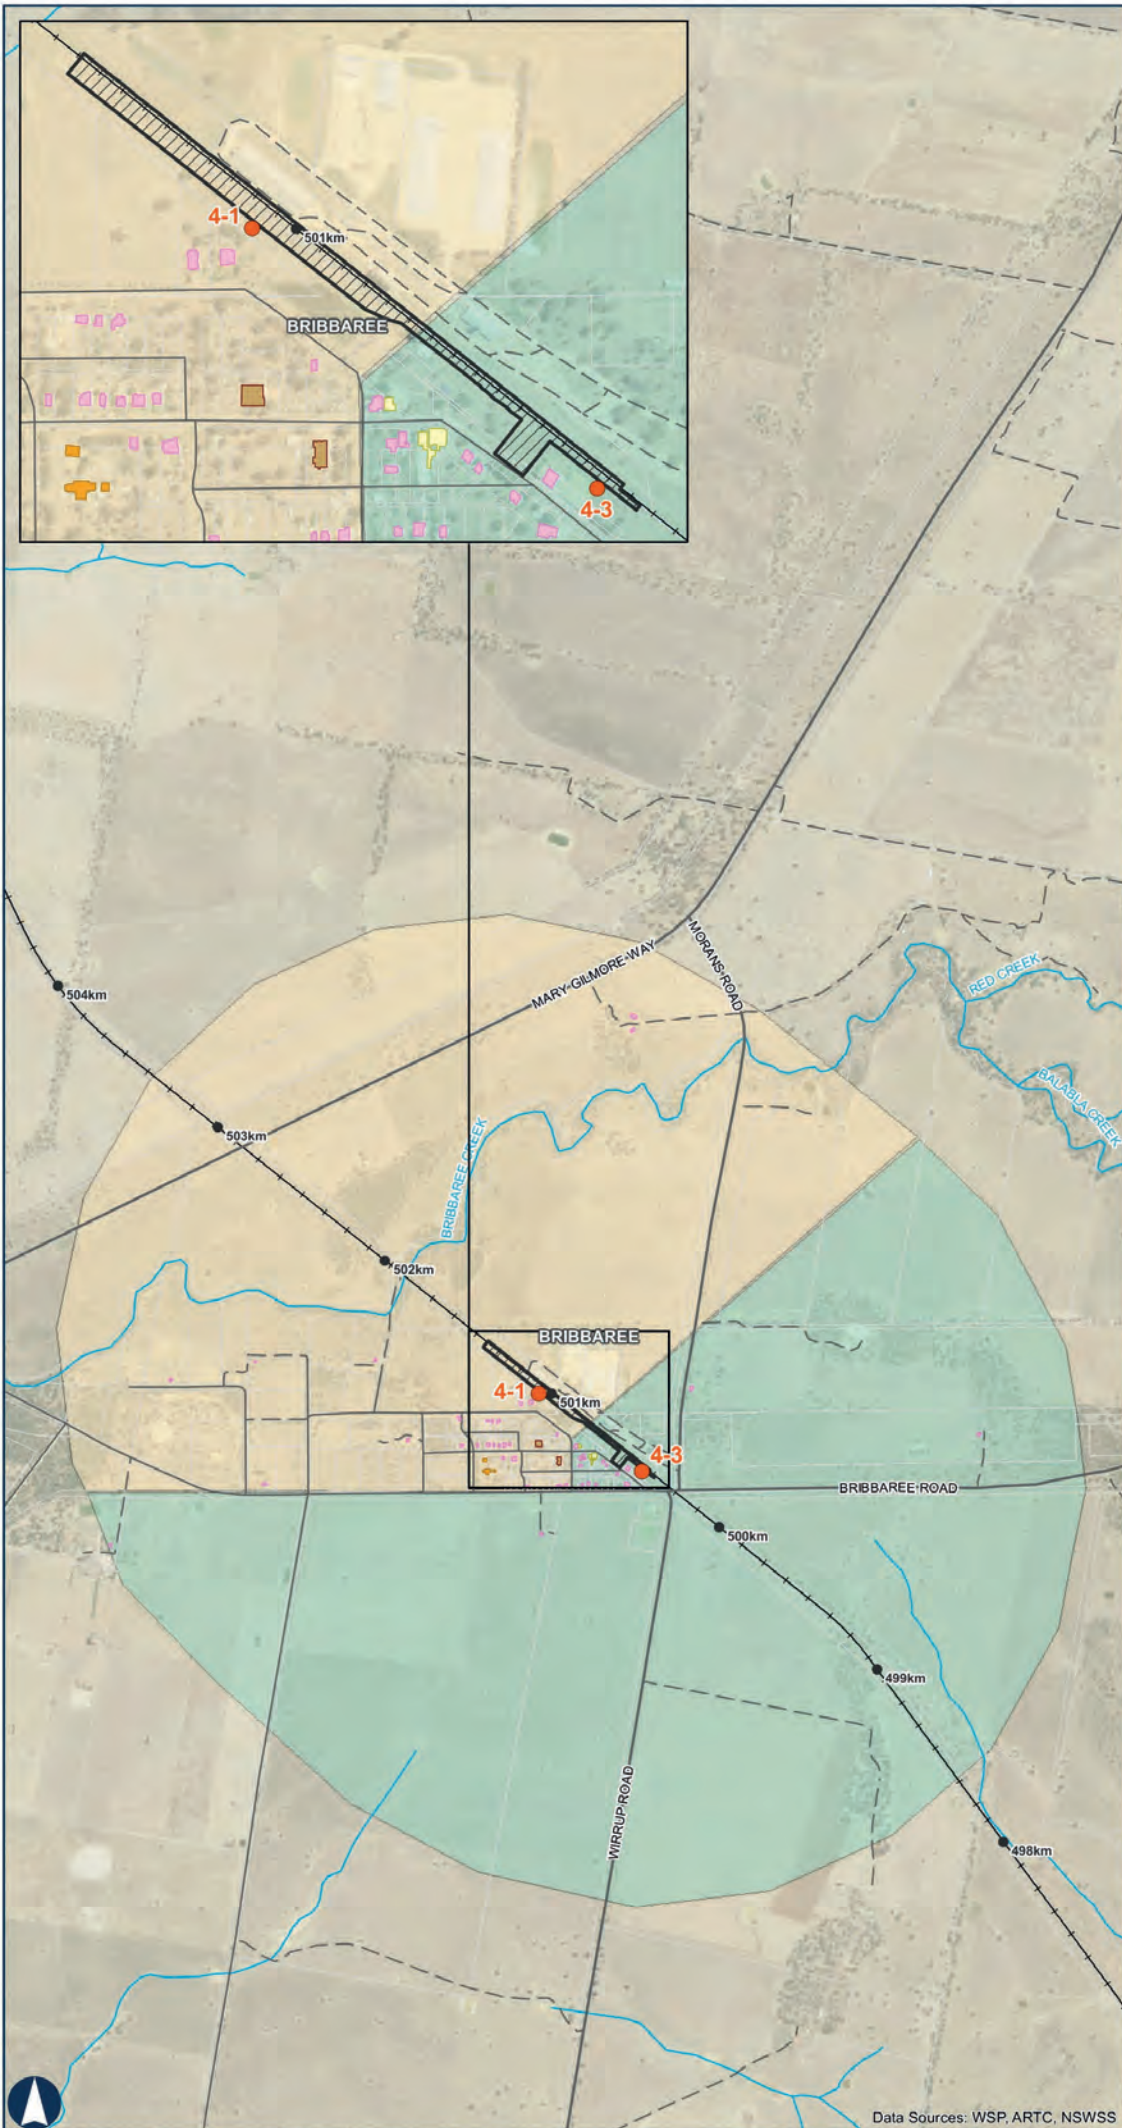 4-1
501km
BRIBBAREE
4-3
MARY GILMORE WAY
MORANS ROAD
RED CREEK
504km
BALABLA CREEK
503km
BRIBBAREE CREEK
502km
BRIBBAREE
4-1
501km
4-3
BRIBBAREE ROAD
500km
499km
WIRRUP ROAD
498km
Data Sources: WSP, ARTC, NSWSS